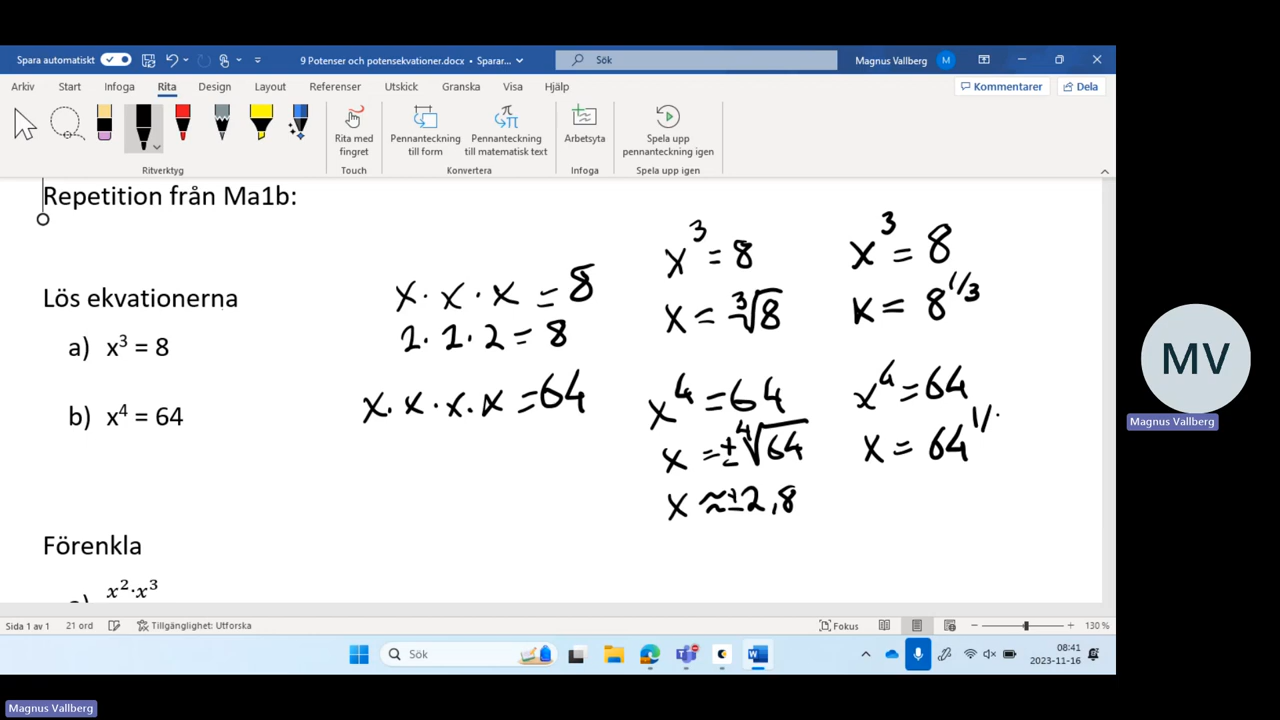 Spara automatiskt
9 Potenser och potensekvationer.docx • Sparar...
Sök
Magnus Vallberg
M
Arkiv Start Infoga Rita Design Layout Referenser Utskick Granska Visa Hjälp
Kommentarer
Dela
Rita med fingret
Pennanteckning till form
Pennanteckning till matematisk text
Arbetsyta
Spela upp pennanteckning igen
Ritverktyg
Touch
Konvertera
Infoga
Spela upp igen
Repetition från Ma1b:
Lös ekvationerna
a) x³ = 8
b) x⁴ = 64
x · x · x = 8
2 · 2 · 2 = 8
x · x · x · x = 64
x³ = 8
x = ∛8
x⁴ = 64
x = ± ∜64
x ≈ ± 2,8
x³ = 8
x = 8^1/3
x⁴ = 64
x = 64^1/
Förenkla
x²·x³
MV
Magnus Vallberg
Sida 1 av 1
21 ord
Tillgänglighet: Utforska
Fokus
130 %
Sök
08:41
2023-11-16
Magnus Vallberg